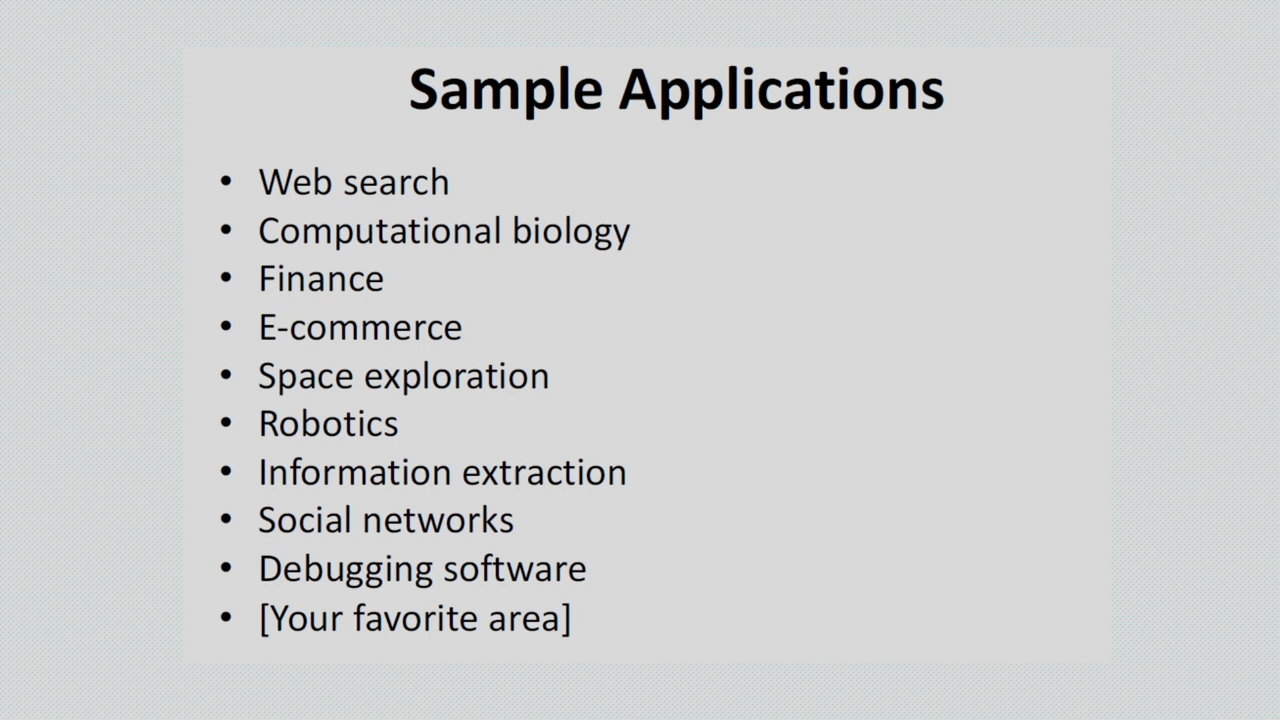 Sample Applications
• Web search
• Computational biology
• Finance
• E-commerce
• Space exploration
• Robotics
• Information extraction
• Social networks
• Debugging software
• [Your favorite area]